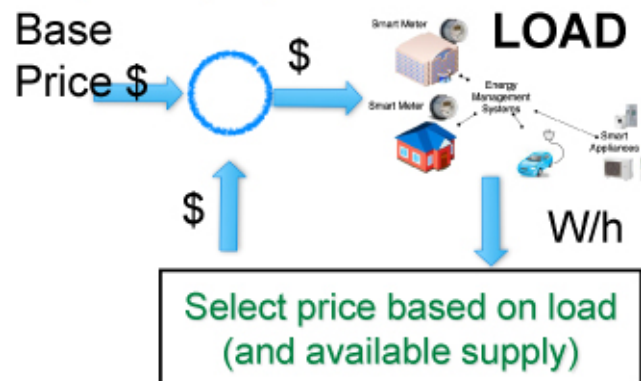 Base
Price $
$
Smart Meter
LOAD
Energy
Management
Systems
Smart Meter
Smart
Appliances
$
W/h
Select price based on load
(and available supply)